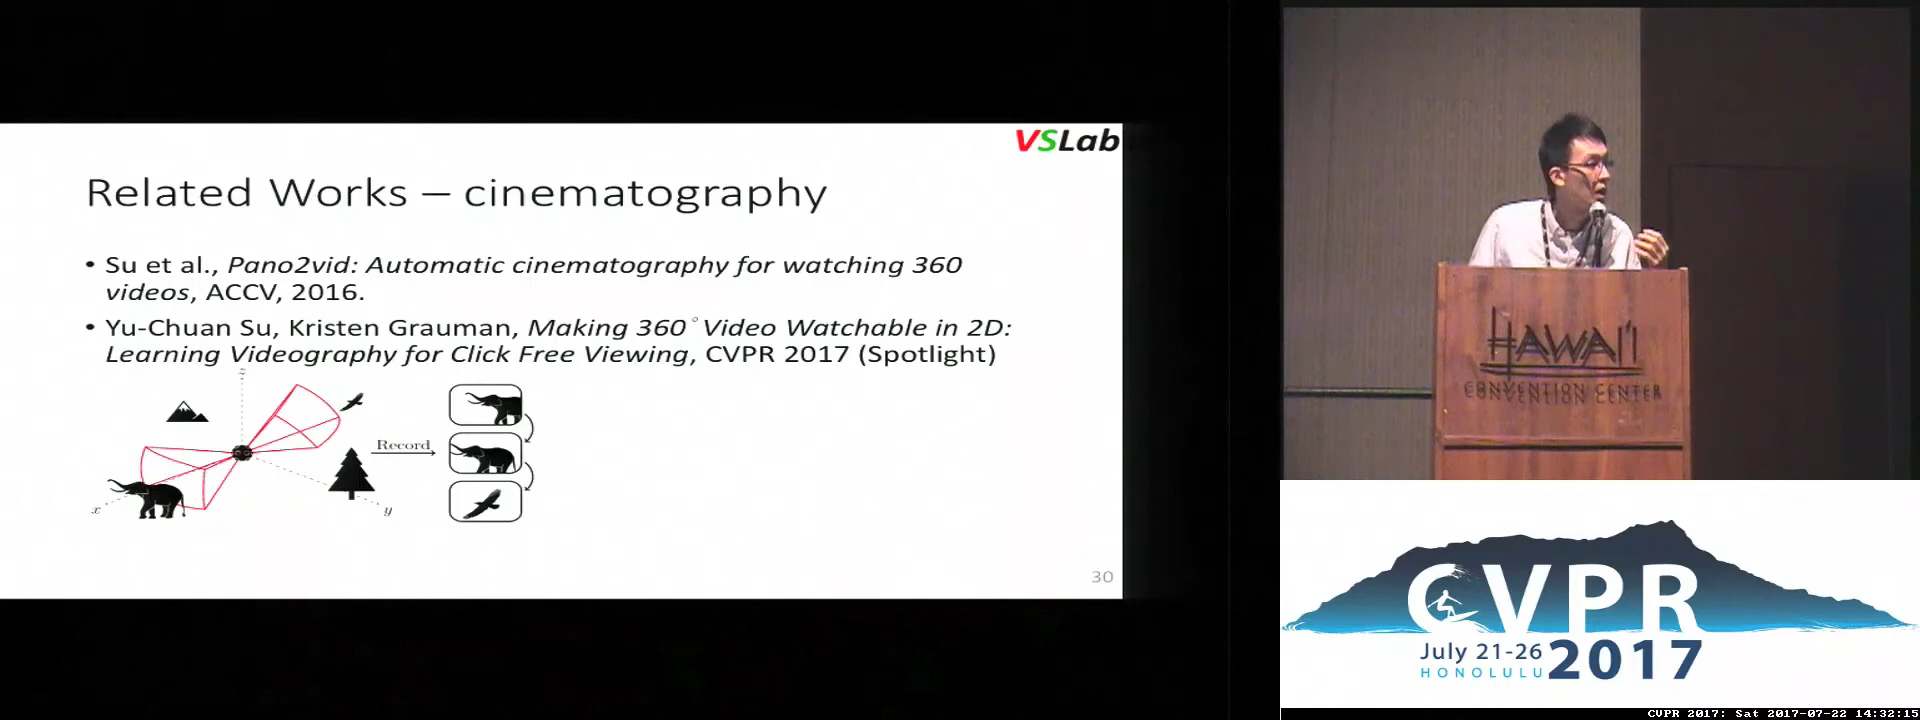 VSLab
Related Works – cinematography
• Su et al., Pano2vid: Automatic cinematography for watching 360
videos, ACCV, 2016.
• Yu-Chuan Su, Kristen Grauman, Making 360° Video Watchable in 2D:
Learning Videography for Click Free Viewing, CVPR 2017 (Spotlight)
z
Record
x
y
30
HAWAI'I
CONVENTION CENTER
CVPR
July 21-26
HONOLULU
2017
CVPR 2017: Sat 2017-07-22 14:32:15